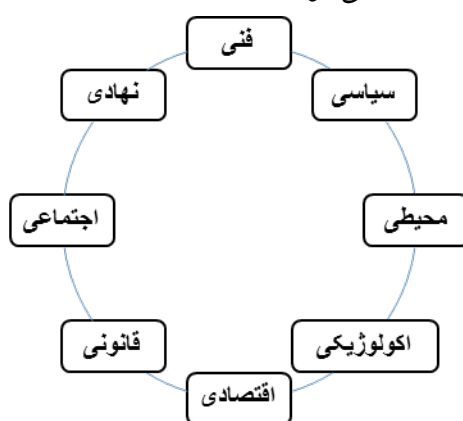 فنی
سیاسی
نهادی
محیطی
اجتماعی
اکولوژیکی
قانونی
اقتصادی